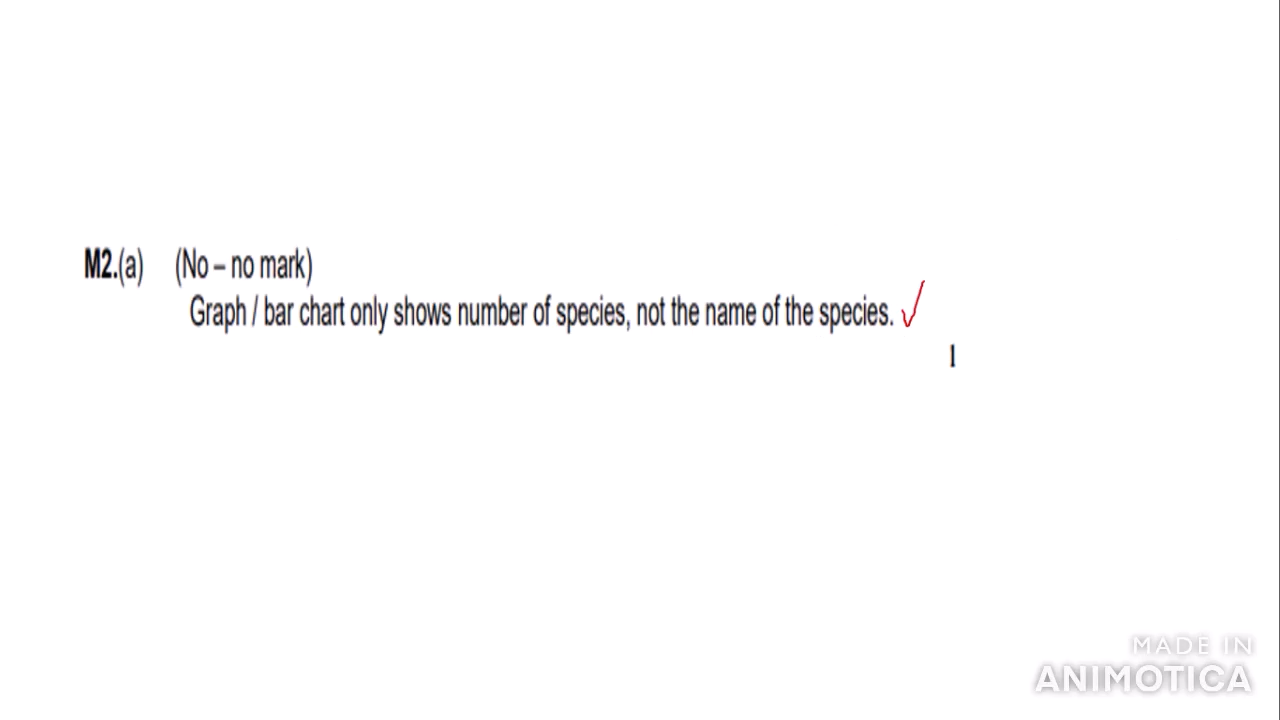 M2.(a) (No – no mark)
Graph / bar chart only shows number of species, not the name of the species. ✓
1
MADE IN
ANIMOTICA